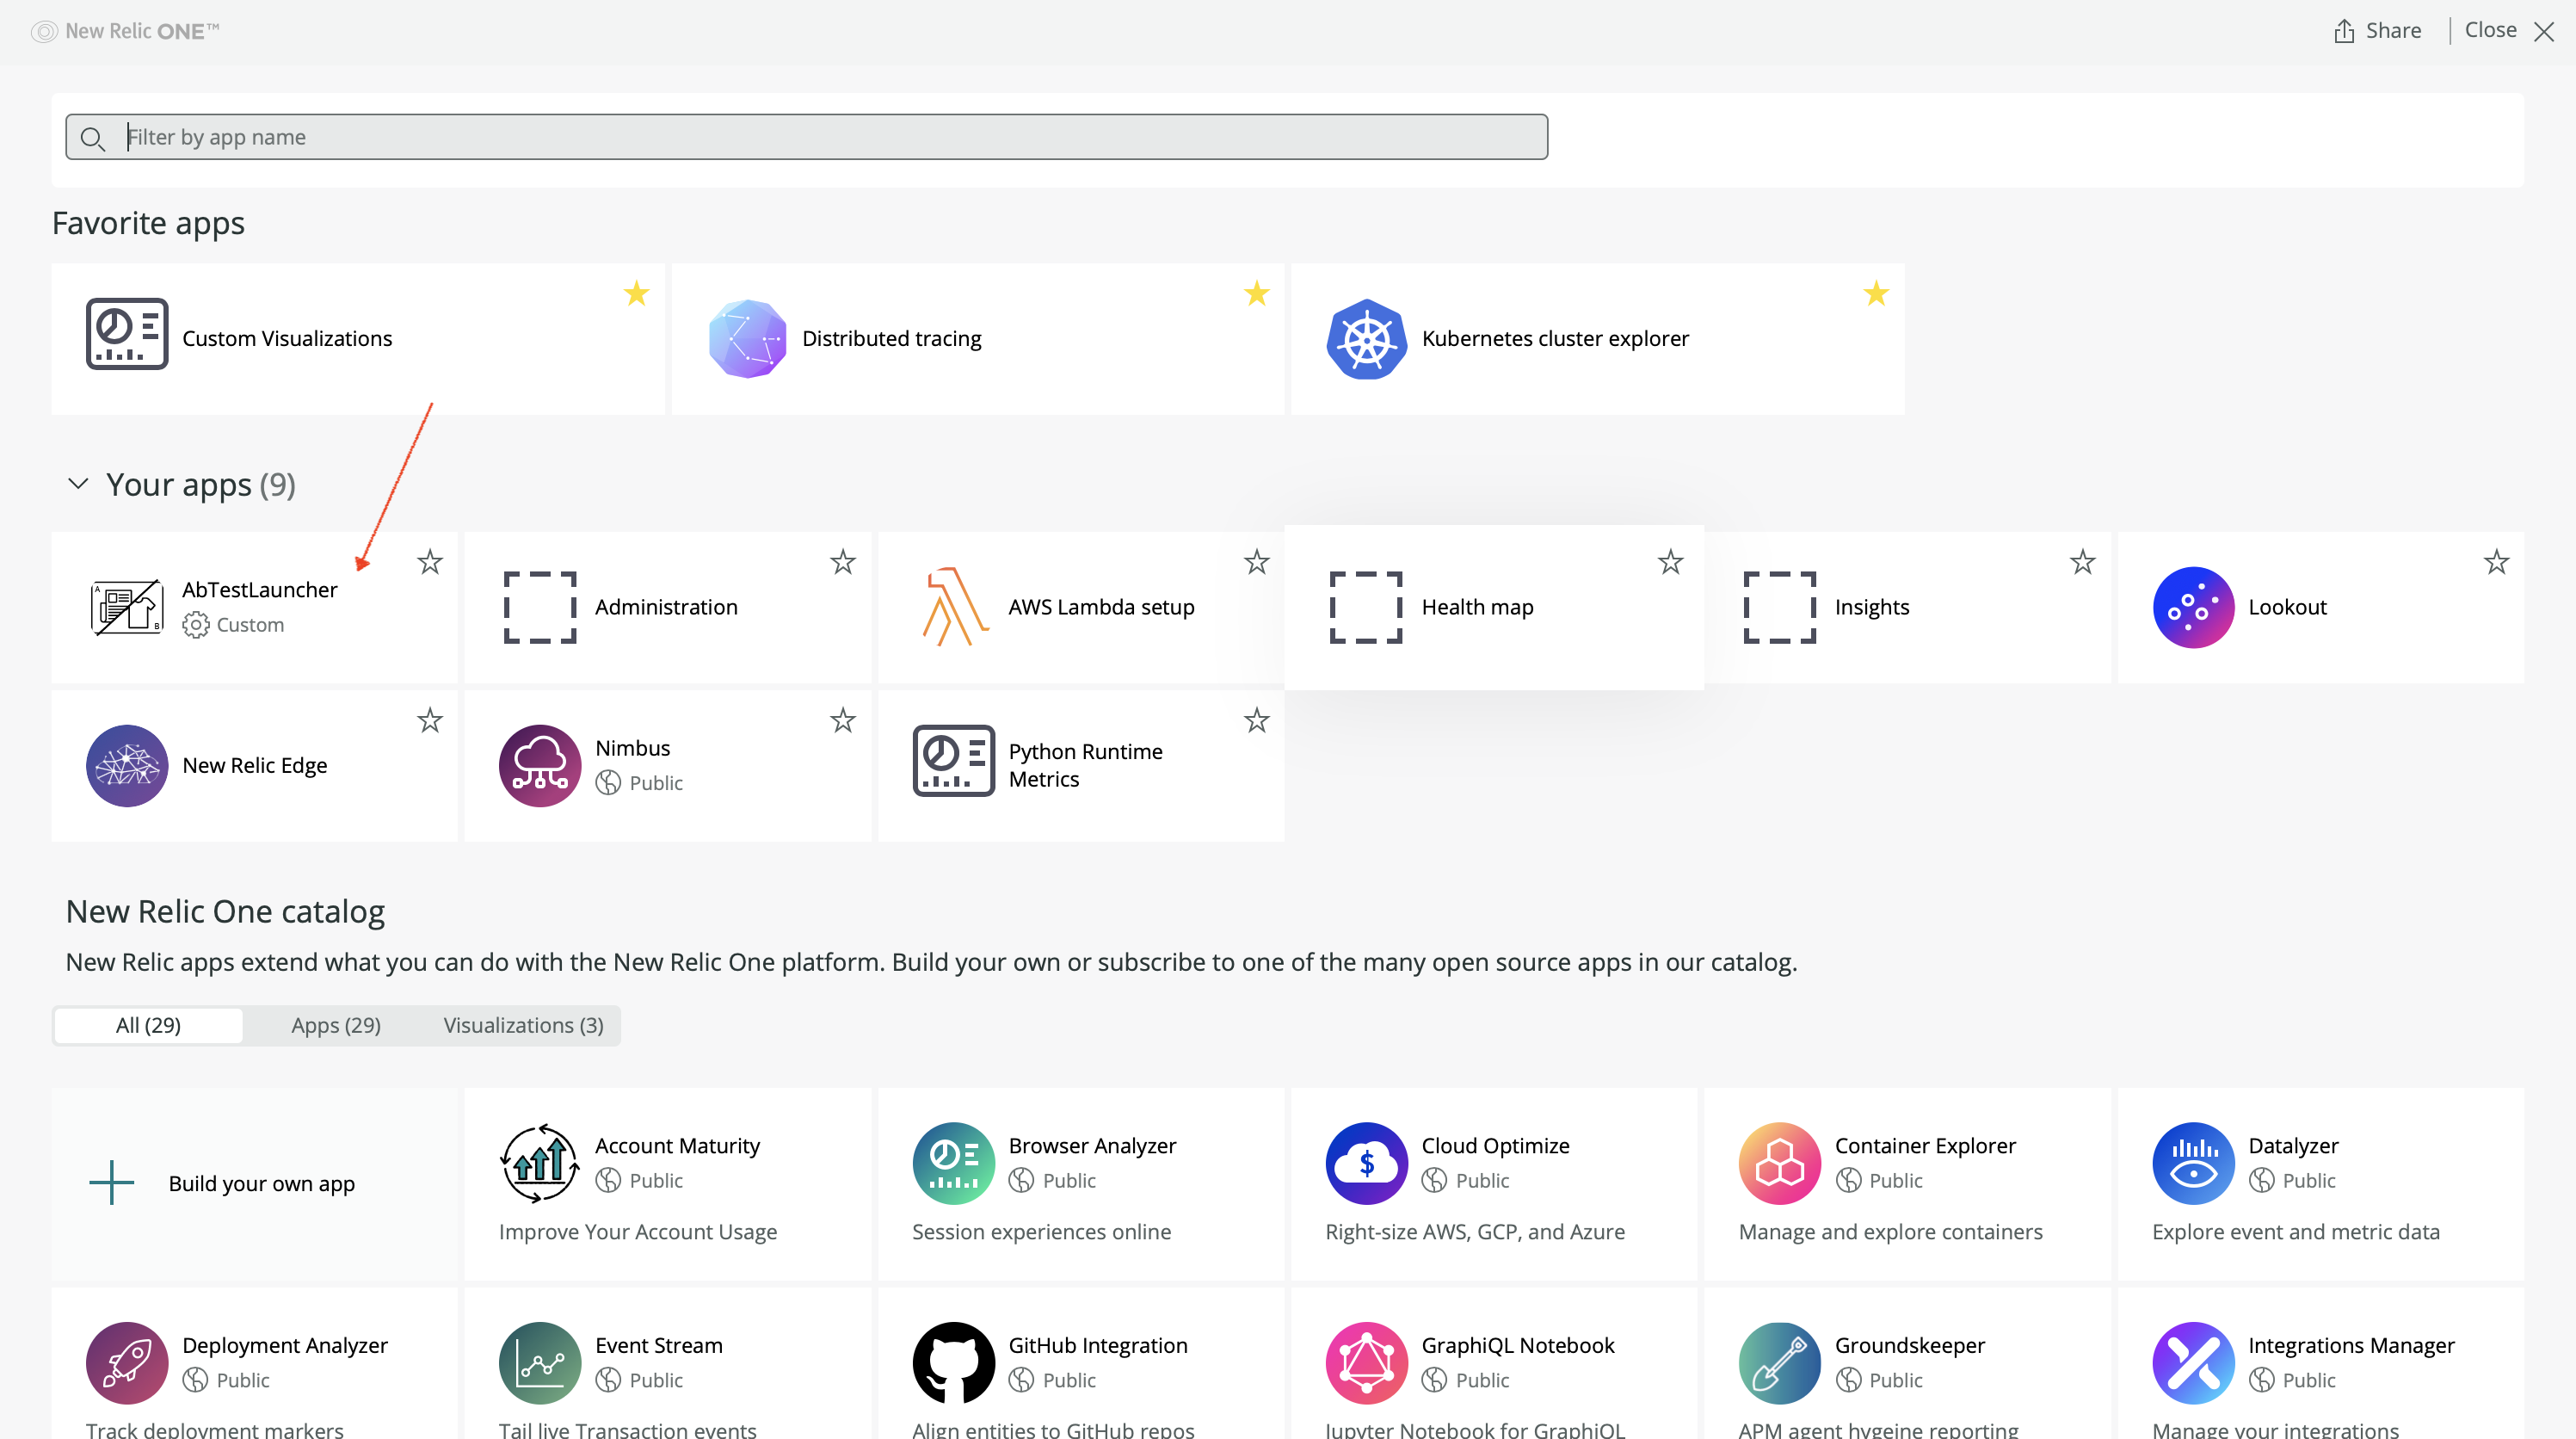 New Relic ONE™
Share
Close
Filter by app name
Favorite apps
Custom Visualizations
Distributed tracing
Kubernetes cluster explorer
Your apps (9)
AbTestLauncher
Custom
Administration
AWS Lambda setup
Health map
Insights
Lookout
New Relic Edge
Nimbus
Public
Python Runtime
Metrics
New Relic One catalog
New Relic apps extend what you can do with the New Relic One platform. Build your own or subscribe to one of the many open source apps in our catalog.
All (29)
Apps (29)
Visualizations (3)
Build your own app
Account Maturity
Public
Improve Your Account Usage
Browser Analyzer
Public
Session experiences online
Cloud Optimize
Public
Right-size AWS, GCP, and Azure
Container Explorer
Public
Manage and explore containers
Datalyzer
Public
Explore event and metric data
Deployment Analyzer
Public
Track deployment markers
Event Stream
Public
Tail live Transaction events
GitHub Integration
Public
Align entities to GitHub repos
GraphiQL Notebook
Public
Jupyter Notebook for GraphiQL
Groundskeeper
Public
APM agent hygeine reporting
Integrations Manager
Public
Manage your integrations